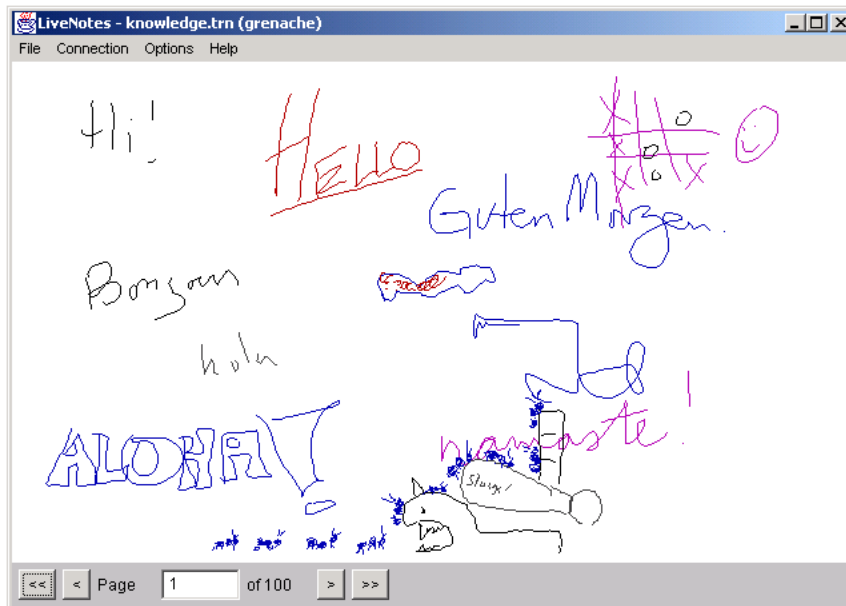 LiveNotes - knowledge.trn (grenache)
File Connection Options Help
Hi!
HELLO
X O
X O
X O X
Guten Morgen.
Bonjour
hola
namaste!
ALOHA!
<< < Page 1 of 100 > >>